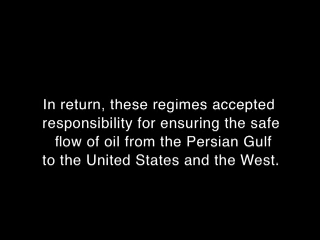 In return, these regimes accepted
responsibility for ensuring the safe
flow of oil from the Persian Gulf
to the United States and the West.